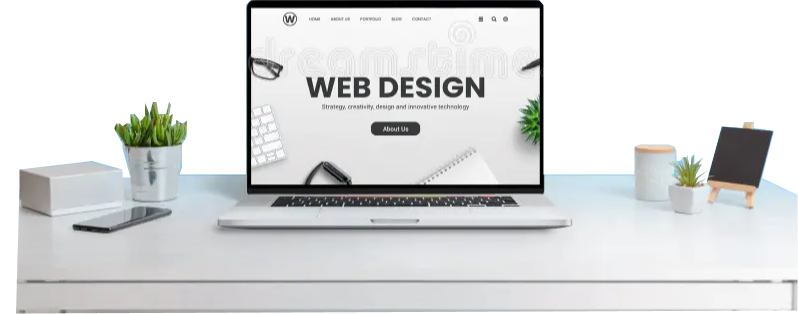 W HOME ABOUT US PORTFOLIO BLOG CONTACT
dreamstime
WEB DESIGN
Strategy, creativity, design and innovative technology
About Us